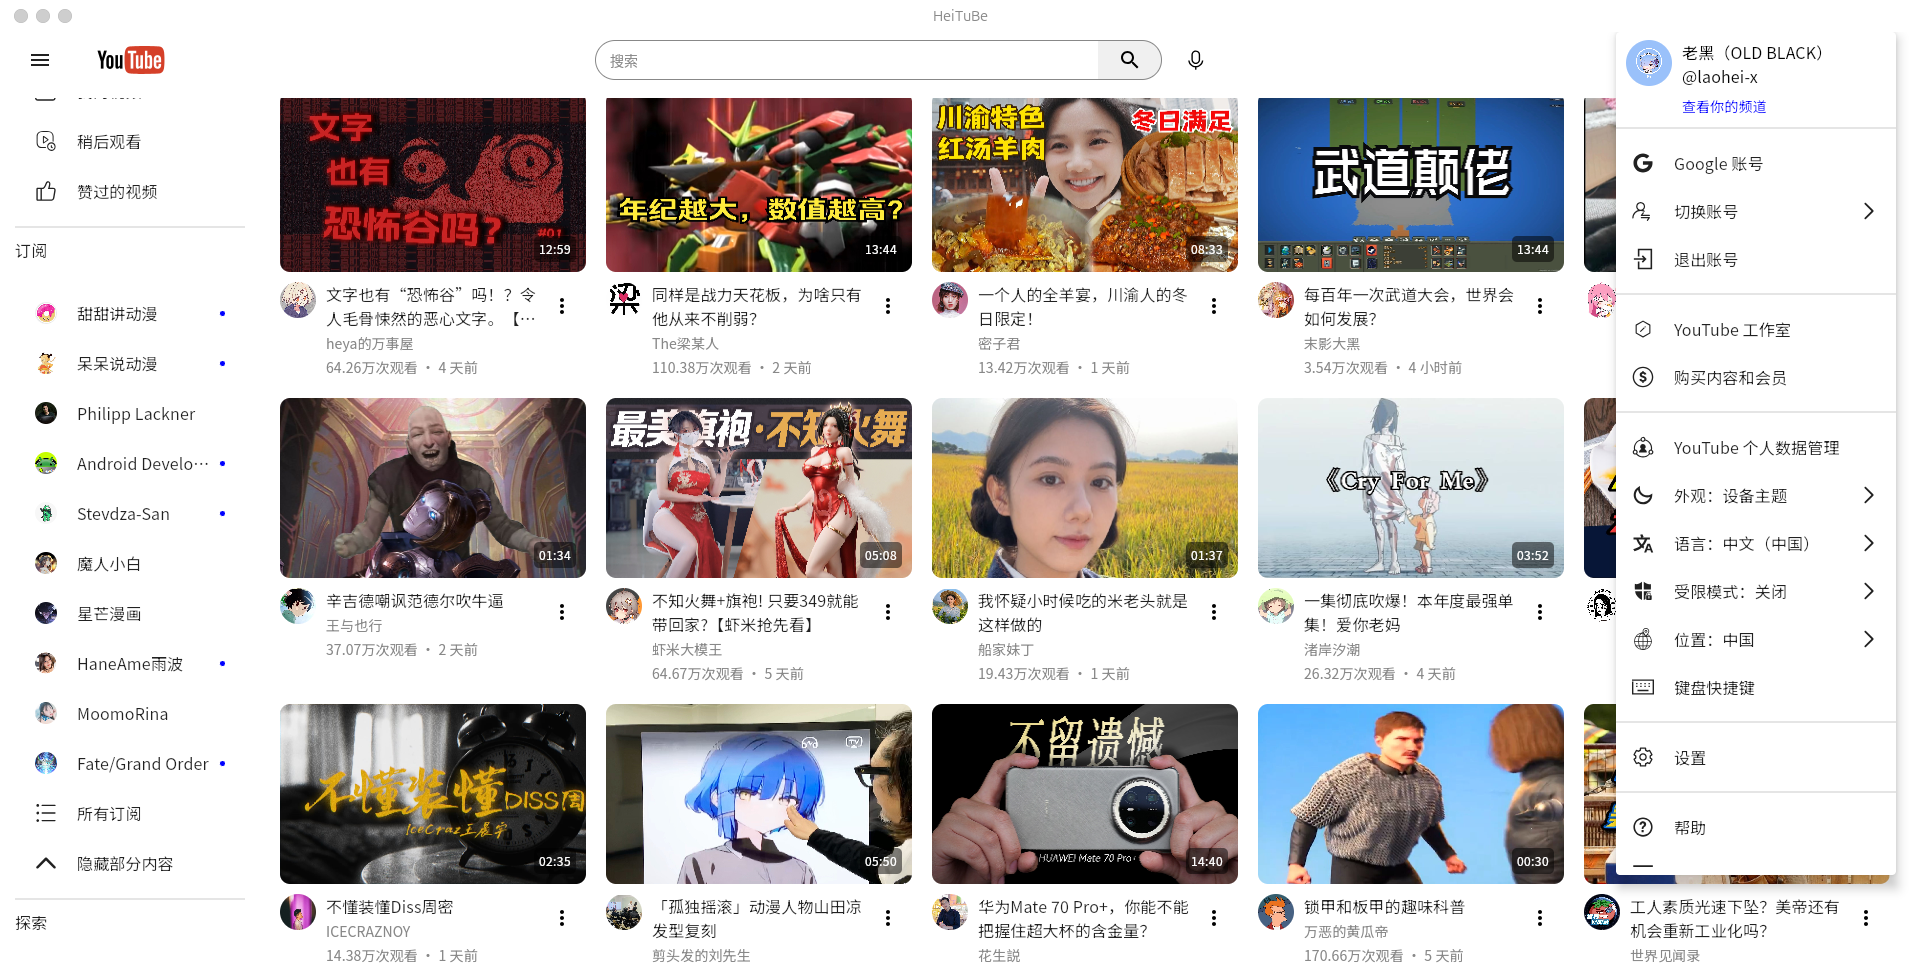 HeiTuBe
YouTube
搜索
稍后观看
赞过的视频
订阅
甜甜讲动漫
呆呆说动漫
Philipp Lackner
Android Develo···
Stevdza-San
魔人小白
星芒漫画
HaneAme雨波
MoomoRina
Fate/Grand Order
所有订阅
隐藏部分内容
探索
文字
也有
恐怖谷吗?
#01
12:59
文字也有“恐怖谷”吗！？令
人毛骨悚然的恶心文字。【···
heya的万事屋
64.26万次观看 • 4 天前
年纪越大，数值越高?
13:44
梁
同样是战力天花板，为啥只有
他从来不削弱？
The梁某人
110.38万次观看 • 2 天前
川渝特色
红汤羊肉
冬日满足
08:33
一个人的全羊宴，川渝人的冬
日限定！
密子君
13.42万次观看 • 1 天前
武道颠佬
13:44
每百年一次武道大会，世界会
如何发展？
末影大黑
3.54万次观看 • 4 小时前
01:34
辛吉德嘲讽范德尔吹牛逼
王与也行
37.07万次观看 • 2 天前
最美旗袍·不知火舞
05:08
不知火舞+旗袍! 只要349就能
带回家?【虾米抢先看】
虾米大模王
64.67万次观看 • 5 天前
01:37
我怀疑小时候吃的米老头就是
这样做的
船家妹丁
19.43万次观看 • 1 天前
《Cry For Me》
03:52
一集彻底吹爆！本年度最强单
集！爱你老妈
渚岸汐潮
26.32万次观看 • 4 天前
不懂装懂DISS周
IceCraz王晨宇
02:35
不懂装懂Diss周密
ICECRAZNOY
14.38万次观看 • 1 天前
TV
05:50
「孤独摇滚」动漫人物山田凉
发型复刻
剪头发的刘先生
不留遗憾
HUAWEI Mate 70 Pro+
14:40
华为Mate 70 Pro+，你能不能
把握住超大杯的含金量？
花生説
00:30
锁甲和板甲的趣味科普
万恶的黄瓜帝
170.66万次观看 • 5 天前
工人素质光速下坠？美帝还有
机会重新工业化吗？
世界见闻录
老黑（OLD BLACK）
@laohei-x
查看你的频道
Google 账号
切换账号
退出账号
YouTube 工作室
购买内容和会员
YouTube 个人数据管理
外观：设备主题
语言：中文（中国）
受限模式：关闭
位置：中国
键盘快捷键
设置
帮助